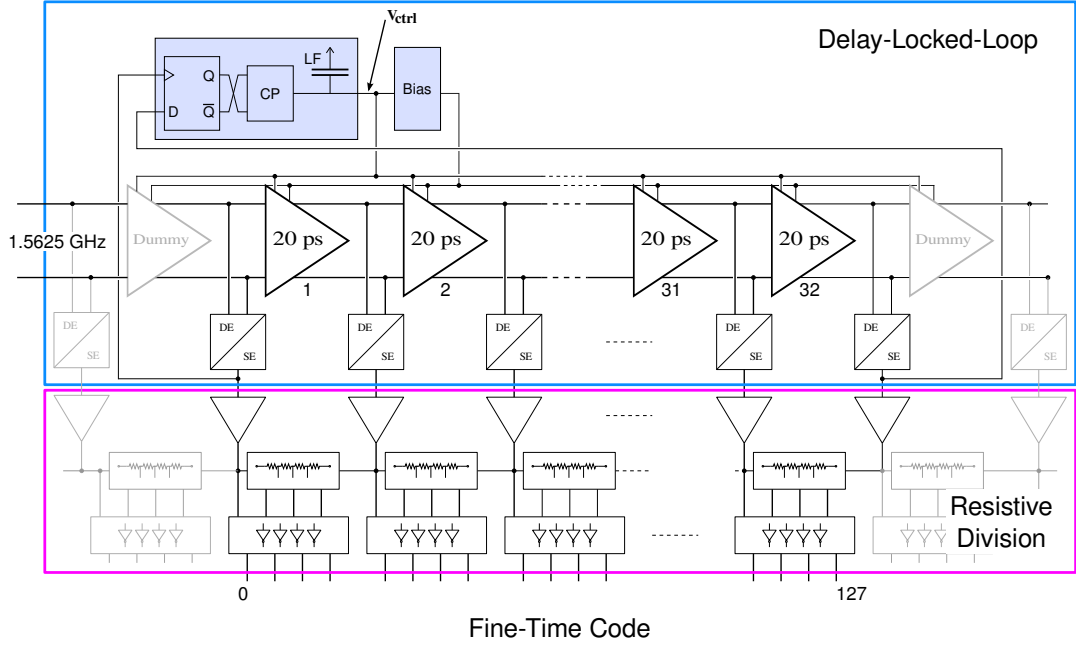 Vctrl
Delay-Locked-Loop
LF
Q
CP
Bias
D
Q
1.5625 GHz
Dummy
20 ps
20 ps
20 ps
20 ps
Dummy
1
2
31
32
DE
SE
DE
SE
DE
SE
DE
SE
DE
SE
DE
SE
DE
SE
Resistive
Division
0
127
Fine-Time Code